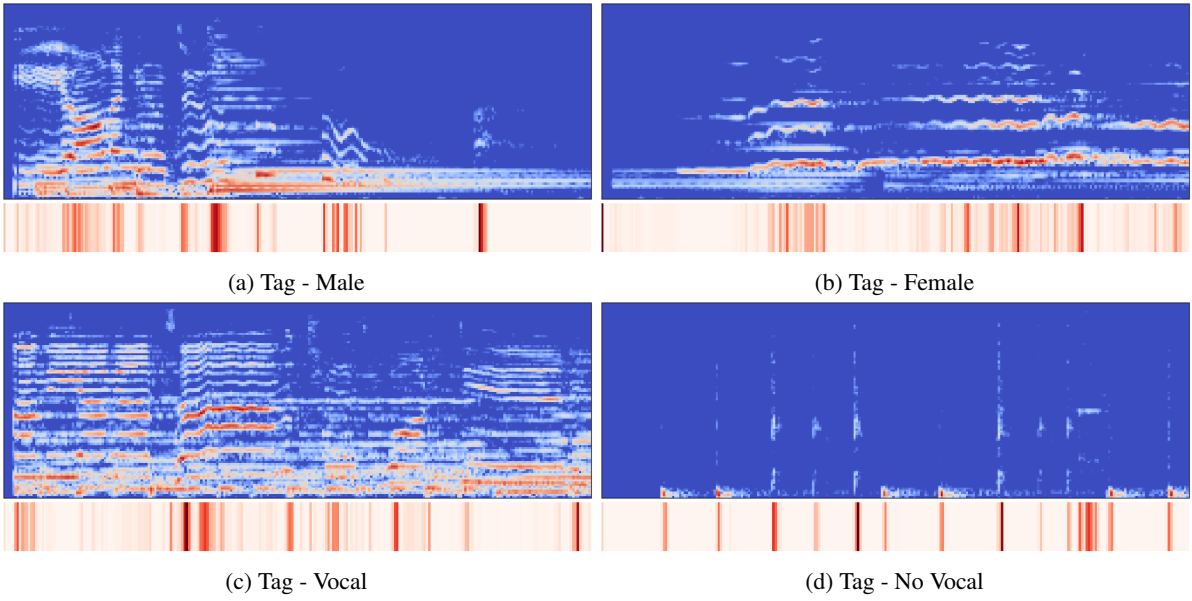 (a) Tag - Male
(b) Tag - Female
(c) Tag - Vocal
(d) Tag - No Vocal